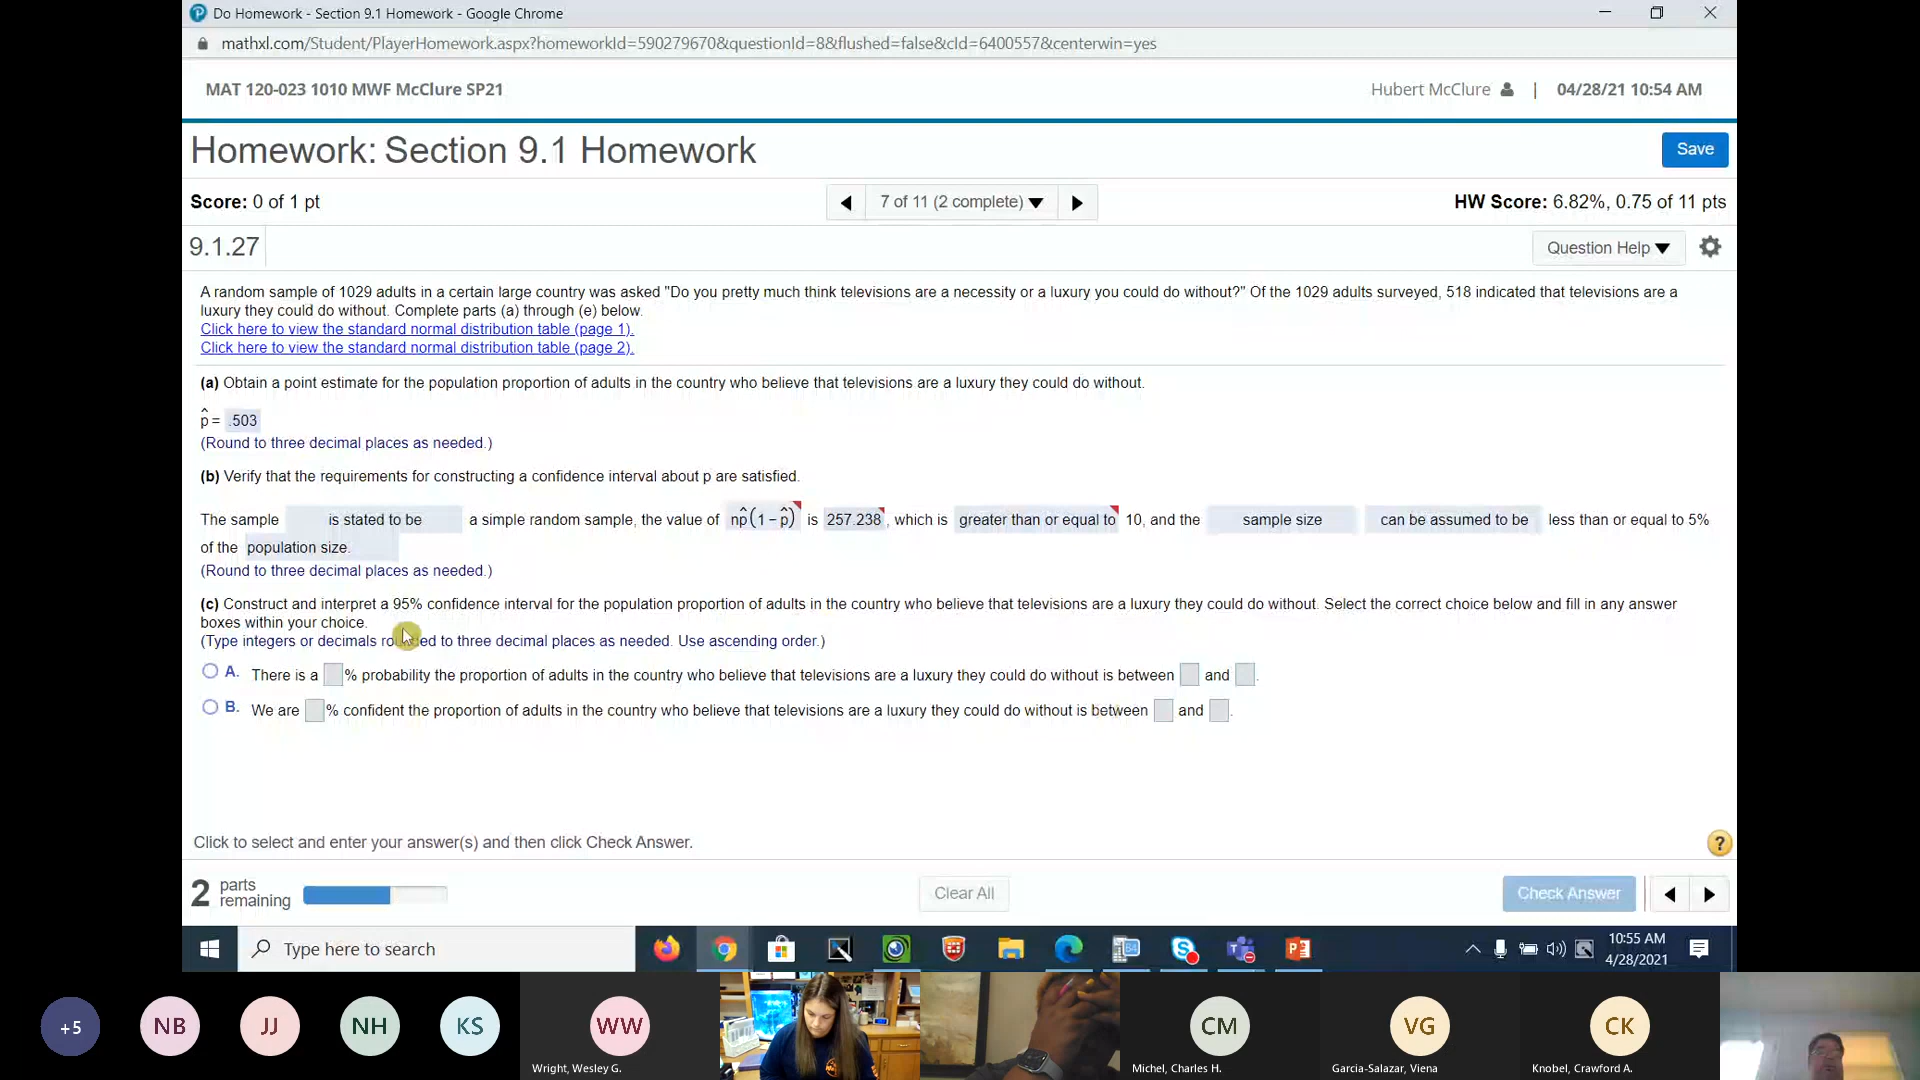 Do Homework - Section 9.1 Homework - Google Chrome
mathxl.com/Student/PlayerHomework.aspx?homeworkId=590279670&questionId=8&flushed=false&cId=6400557&centerwin=yes
MAT 120-023 1010 MWF McClure SP21
Hubert McClure | 04/28/21 10:54 AM
Homework: Section 9.1 Homework
Save
Score: 0 of 1 pt
7 of 11 (2 complete)
HW Score: 6.82%, 0.75 of 11 pts
9.1.27
Question Help
A random sample of 1029 adults in a certain large country was asked "Do you pretty much think televisions are a necessity or a luxury you could do without?" Of the 1029 adults surveyed, 518 indicated that televisions are a
luxury they could do without. Complete parts (a) through (e) below.
Click here to view the standard normal distribution table (page 1).
Click here to view the standard normal distribution table (page 2).
(a) Obtain a point estimate for the population proportion of adults in the country who believe that televisions are a luxury they could do without.
p̂ = .503
(Round to three decimal places as needed.)
(b) Verify that the requirements for constructing a confidence interval about p are satisfied.
The sample is stated to be a simple random sample, the value of np̂(1 − p̂) is 257.238, which is greater than or equal to 10, and the sample size can be assumed to be less than or equal to 5%
of the population size.
(Round to three decimal places as needed.)
(c) Construct and interpret a 95% confidence interval for the population proportion of adults in the country who believe that televisions are a luxury they could do without. Select the correct choice below and fill in any answer
boxes within your choice.
(Type integers or decimals rounded to three decimal places as needed. Use ascending order.)
A. There is a % probability the proportion of adults in the country who believe that televisions are a luxury they could do without is between and .
B. We are % confident the proportion of adults in the country who believe that televisions are a luxury they could do without is between and .
Click to select and enter your answer(s) and then click Check Answer.
?
2 parts remaining
Clear All
Check Answer
Type here to search
10:55 AM
4/28/2021
+5
NB
JJ
NH
KS
WW
CM
VG
CK
Wright, Wesley G.
Michel, Charles H.
Garcia-Salazar, Viena
Knobel, Crawford A.